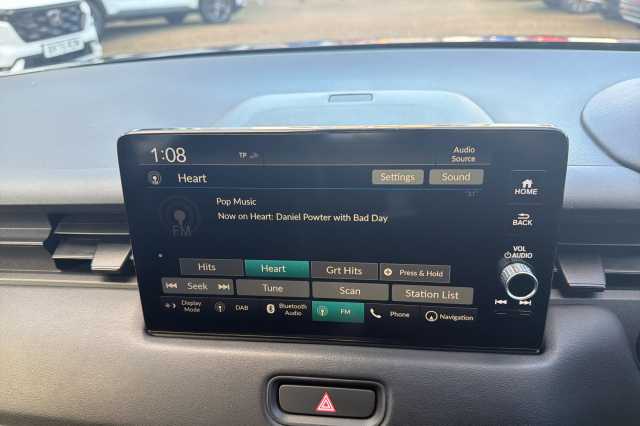 1:08 TP Audio Source
Heart Settings Sound
Pop Music
Now on Heart: Daniel Powter with Bad Day
FM
Hits Heart Grt Hits Press & Hold
Seek Tune Scan Station List
Display Mode DAB Bluetooth Audio FM Phone Navigation
HOME
BACK
VOL
AUDIO